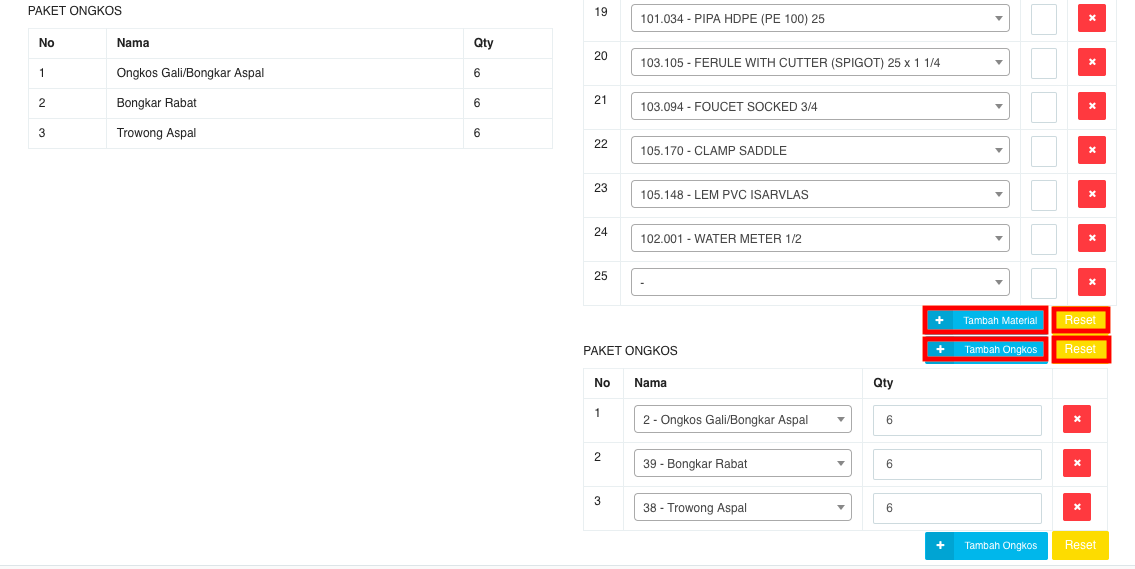 PAKET ONGKOS
No Nama Qty
1 Ongkos Gali/Bongkar Aspal 6
2 Bongkar Rabat 6
3 Trowong Aspal 6
19 101.034 - PIPA HDPE (PE 100) 25
20 103.105 - FERULE WITH CUTTER (SPIGOT) 25 x 1 1/4
21 103.094 - FOUCET SOCKED 3/4
22 105.170 - CLAMP SADDLE
23 105.148 - LEM PVC ISARVLAS
24 102.001 - WATER METER 1/2
25 -
+ Tambah Material Reset
+ Tambah Ongkos Reset
PAKET ONGKOS
No Nama Qty
1 2 - Ongkos Gali/Bongkar Aspal 6
2 39 - Bongkar Rabat 6
3 38 - Trowong Aspal 6
+ Tambah Ongkos Reset